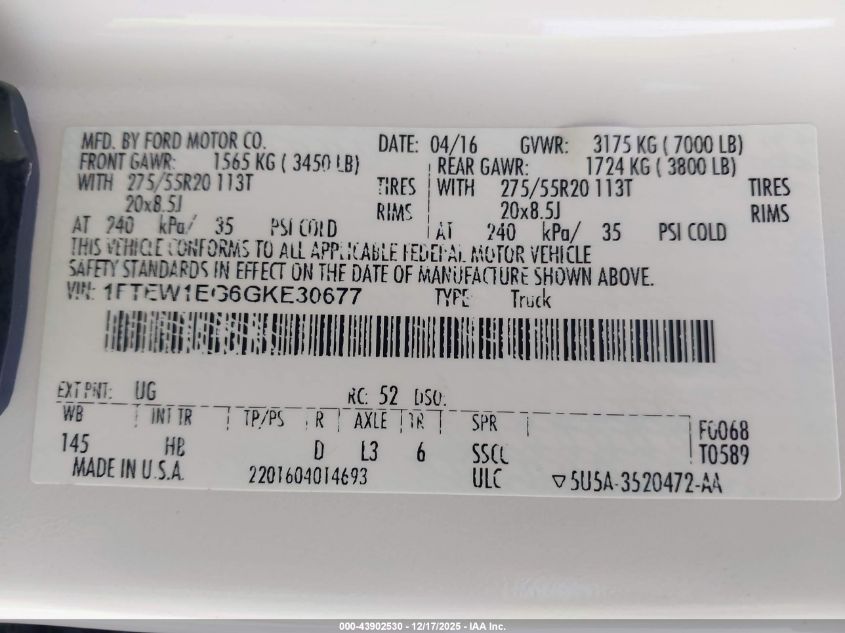 MFD. BY FORD MOTOR CO. DATE: 04/16 GVWR: 3175 KG ( 7000 LB)
FRONT GAWR: 1565 KG ( 3450 LB) REAR GAWR: 1724 KG ( 3800 LB)
WITH 275/55R20 113T TIRES WITH 275/55R20 113T TIRES
20x8.5J RIMS 20x8.5J RIMS
AT 240 kPa/ 35 PSI COLD AT 240 kPa/ 35 PSI COLD
THIS VEHICLE CONFORMS TO ALL APPLICABLE FEDERAL MOTOR VEHICLE
SAFETY STANDARDS IN EFFECT ON THE DATE OF MANUFACTURE SHOWN ABOVE.
VIN: 1FTEW1EG6GKE30677 TYPE: Truck
EXT PNT: UG RC: 52 DSO:
WB INT TR TP/PS R AXLE TR SPR
145 HB D L3 6 SSCC F0068
T0589
MADE IN U.S.A. 2201604014693 ULC ▽5U5A-3520472-AA
000-43902530 - 12/17/2025 - IAA Inc.